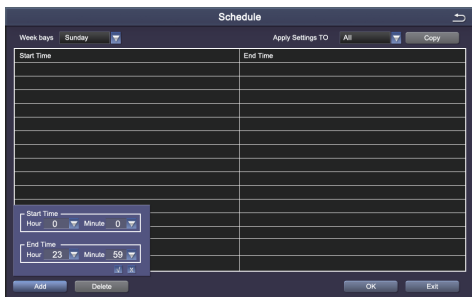 Schedule
Week bays Sunday Apply Settings TO All Copy
Start Time End Time
Start Time
Hour 0 Minute 0
End Time
Hour 23 Minute 59
Add Delete OK Exit